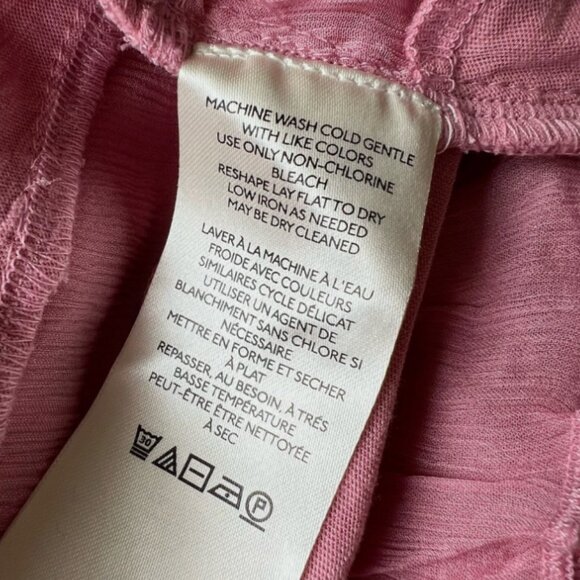 MACHINE WASH COLD GENTLE
WITH LIKE COLORS
USE ONLY NON-CHLORINE
BLEACH
RESHAPE LAY FLAT TO DRY
LOW IRON AS NEEDED
MAY BE DRY CLEANED
LAVER À LA MACHINE À L'EAU
FROIDE AVEC COULEURS
SIMILAIRES CYCLE DÉLICAT
UTILISER UN AGENT DE
BLANCHIMENT SANS CHLORE SI
NÉCESSAIRE
METTRE EN FORME ET SECHER
À PLAT
REPASSER, AU BESOIN, À TRÉS
BASSE TEMPÉRATURE
PEUT-ÊTRE ÊTRE NETTOYÉE
À SEC
30 P